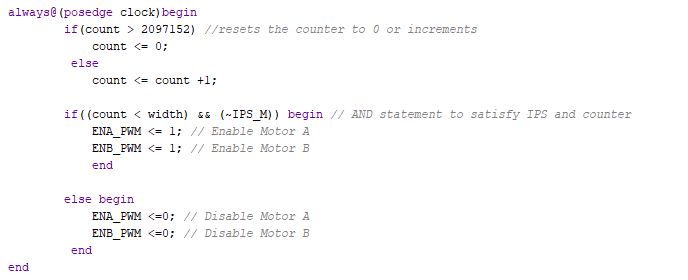 always@(posedge clock)begin
if(count > 2097152) //resets the counter to 0 or increments
count <= 0;
else
count <= count +1;
if((count < width) && (~IPS_M)) begin // AND statement to satisfy IPS and counter
ENA_PWM <= 1; // Enable Motor A
ENB_PWM <= 1; // Enable Motor B
end
else begin
ENA_PWM <=0; // Disable Motor A
ENB_PWM <=0; // Disable Motor B
end
end